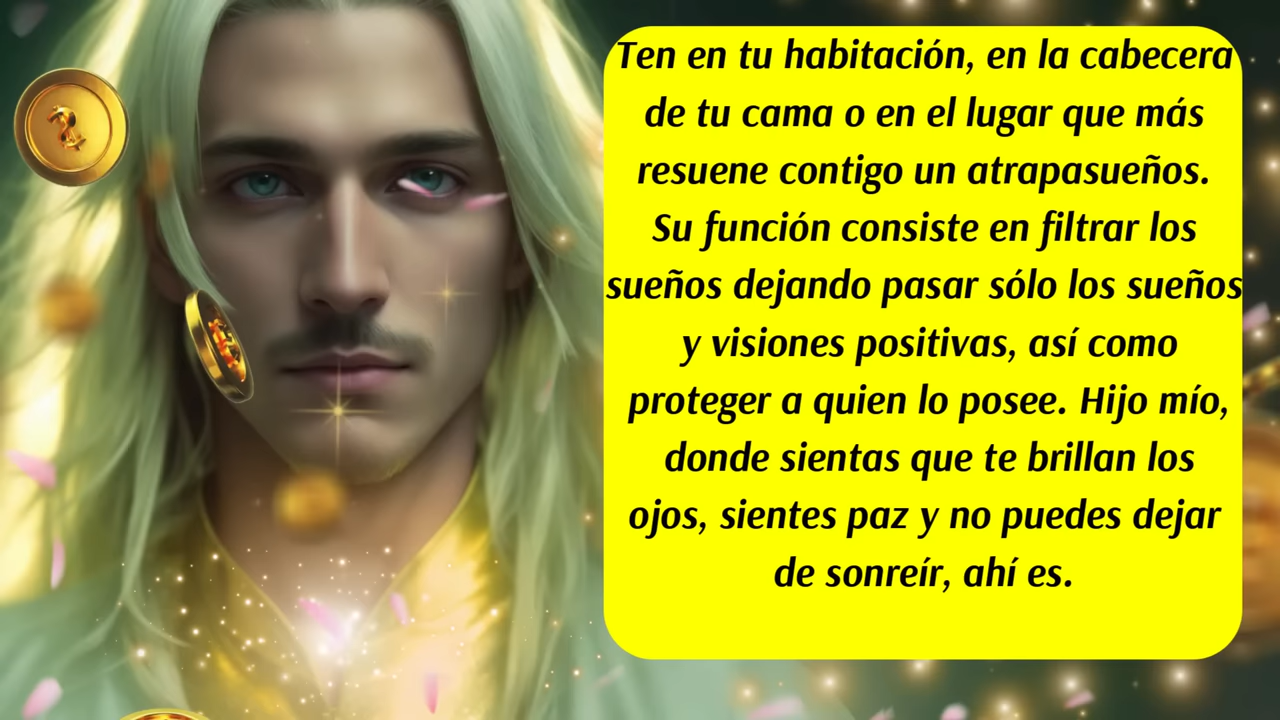 Ten en tu habitación, en la cabecera
de tu cama o en el lugar que más
resuene contigo un atrapasueños.
Su función consiste en filtrar los
sueños dejando pasar sólo los sueños
y visiones positivas, así como
proteger a quien lo posee. Hijo mío,
donde sientas que te brillan los
ojos, sientes paz y no puedes dejar
de sonreír, ahí es.